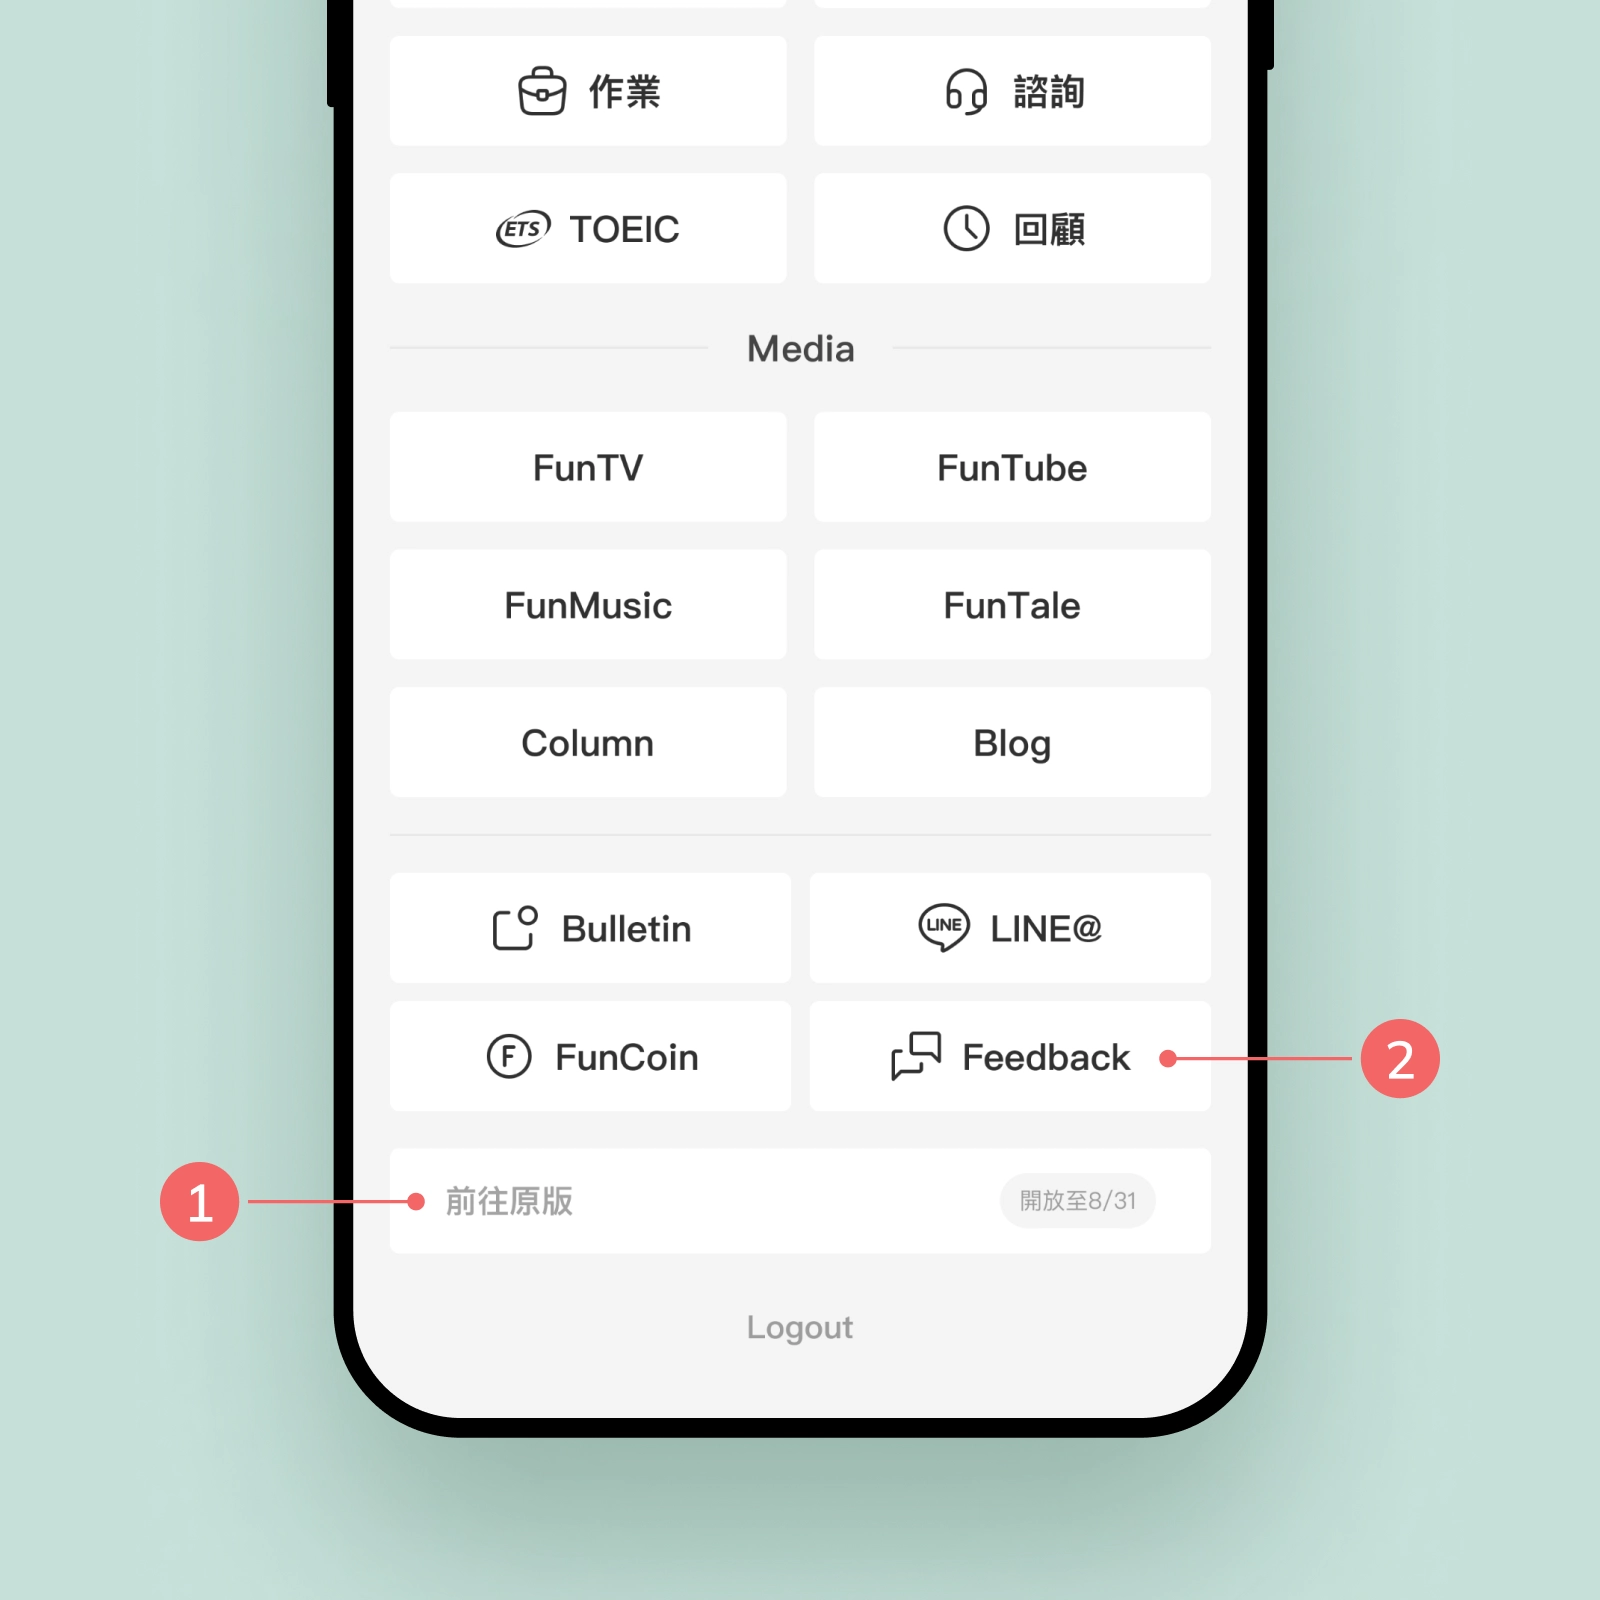 作業
諮詢
ETS TOEIC
回顧
Media
FunTV
FunTube
FunMusic
FunTale
Column
Blog
Bulletin
LINE LINE@
F FunCoin
Feedback
2
1
前往原版
開放至8/31
Logout